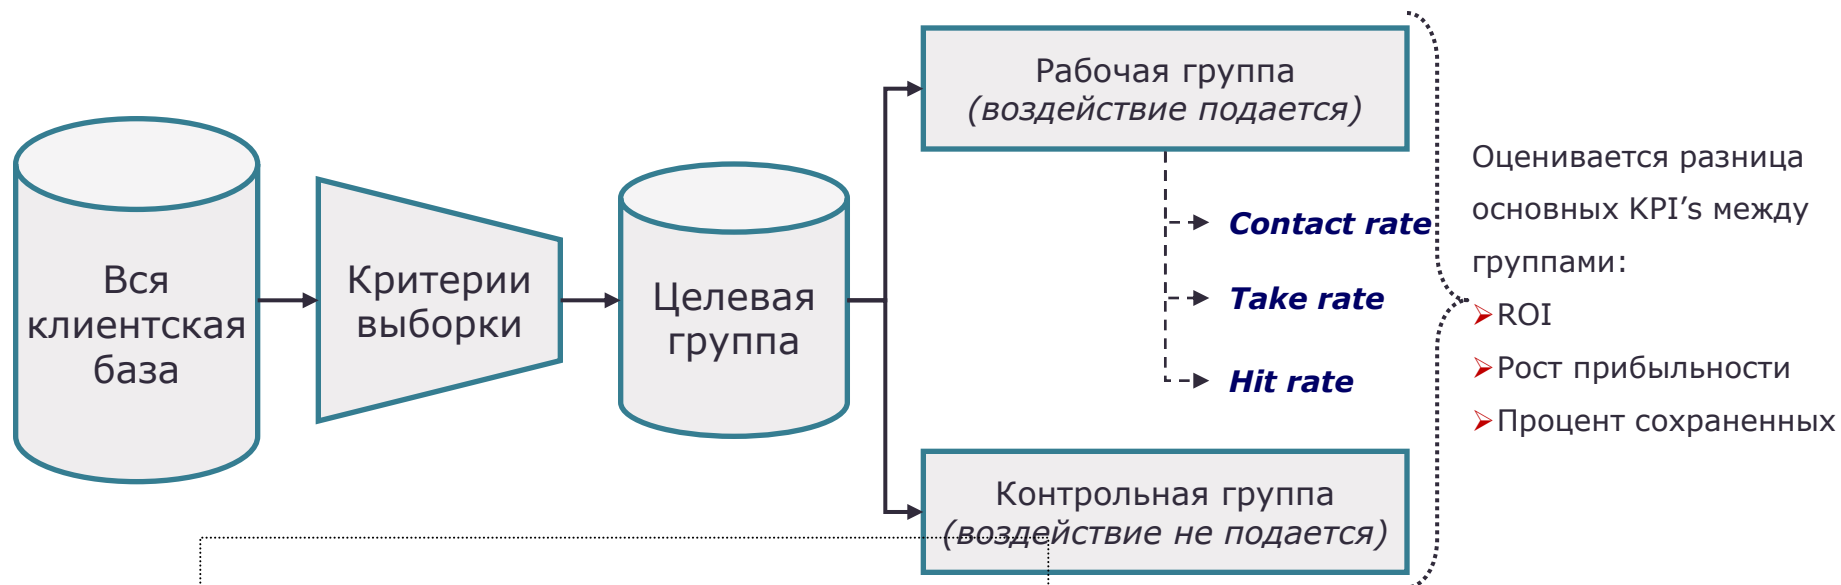 Вся
клиентская
база
Критерии
выборки
Целевая
группа
Рабочая группа
(воздействие подается)
Contact rate
Take rate
Hit rate
Контрольная группа
(воздействие не подается)
Оценивается разница
основных KPI’s между
группами:
ROI
Рост прибыльности
Процент сохраненных